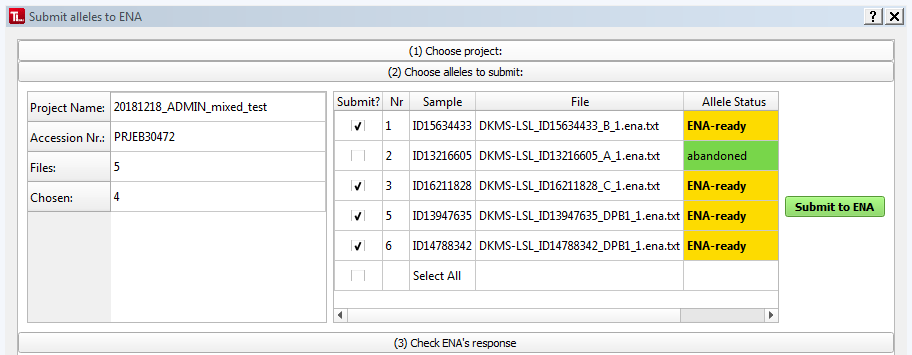 Ti... Submit alleles to ENA ?
(1) Choose project:
(2) Choose alleles to submit:
Project Name: 20181218_ADMIN_mixed_test
Accession Nr.: PRJEB30472
Files: 5
Chosen: 4
Submit? Nr Sample File Allele Status
1 ID15634433 DKMS-LSL_ID15634433_B_1.ena.txt ENA-ready
2 ID13216605 DKMS-LSL_ID13216605_A_1.ena.txt abandoned
3 ID16211828 DKMS-LSL_ID16211828_C_1.ena.txt ENA-ready
5 ID13947635 DKMS-LSL_ID13947635_DPB1_1.ena.txt ENA-ready
6 ID14788342 DKMS-LSL_ID14788342_DPB1_1.ena.txt ENA-ready
Select All
Submit to ENA
(3) Check ENA's response